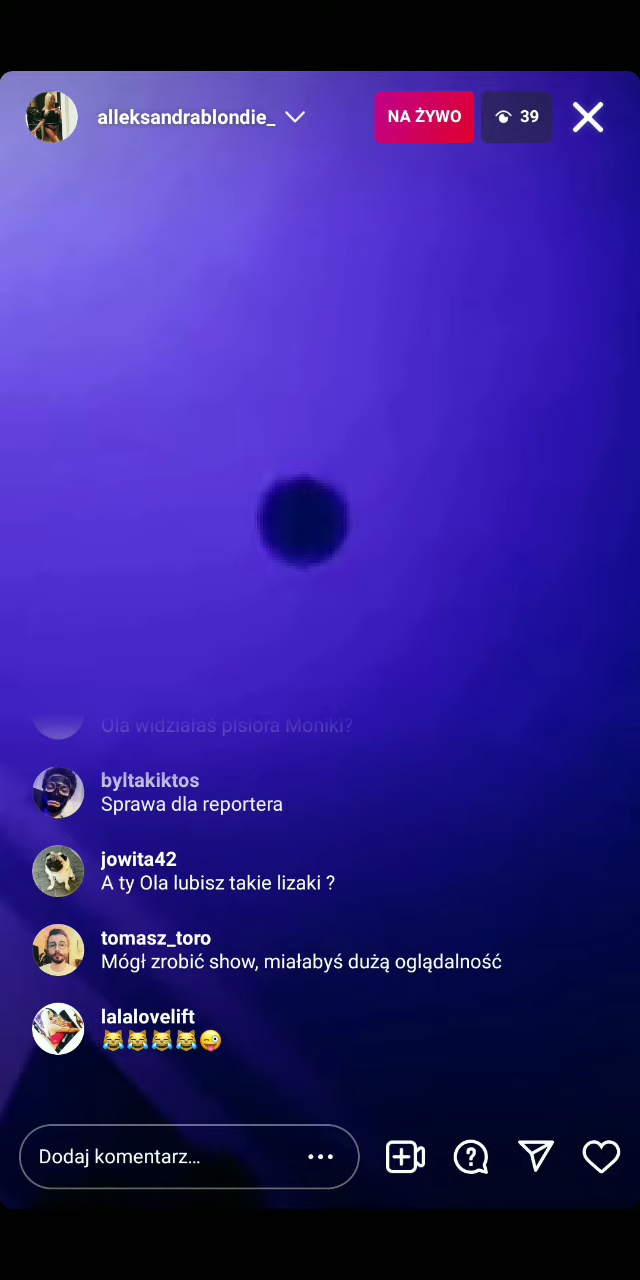 alleksandrablondie_
NA ŻYWO
39
Ola widziałaś pisiora Moniki?
byltakiktos
Sprawa dla reportera
jowita42
A ty Ola lubisz takie lizaki ?
tomasz_toro
Mógł zrobić show, miałabyś dużą oglądalność
lalalovelift
😹😹😹😹😜
Dodaj komentarz...